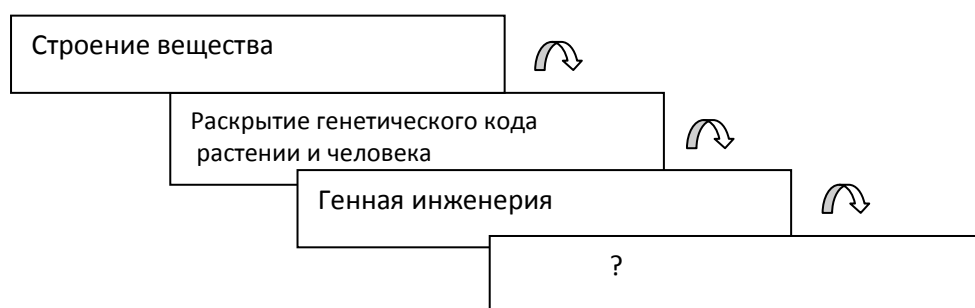 Строение вещества
Раскрытие генетического кода
растении и человека
Генная инженерия
?